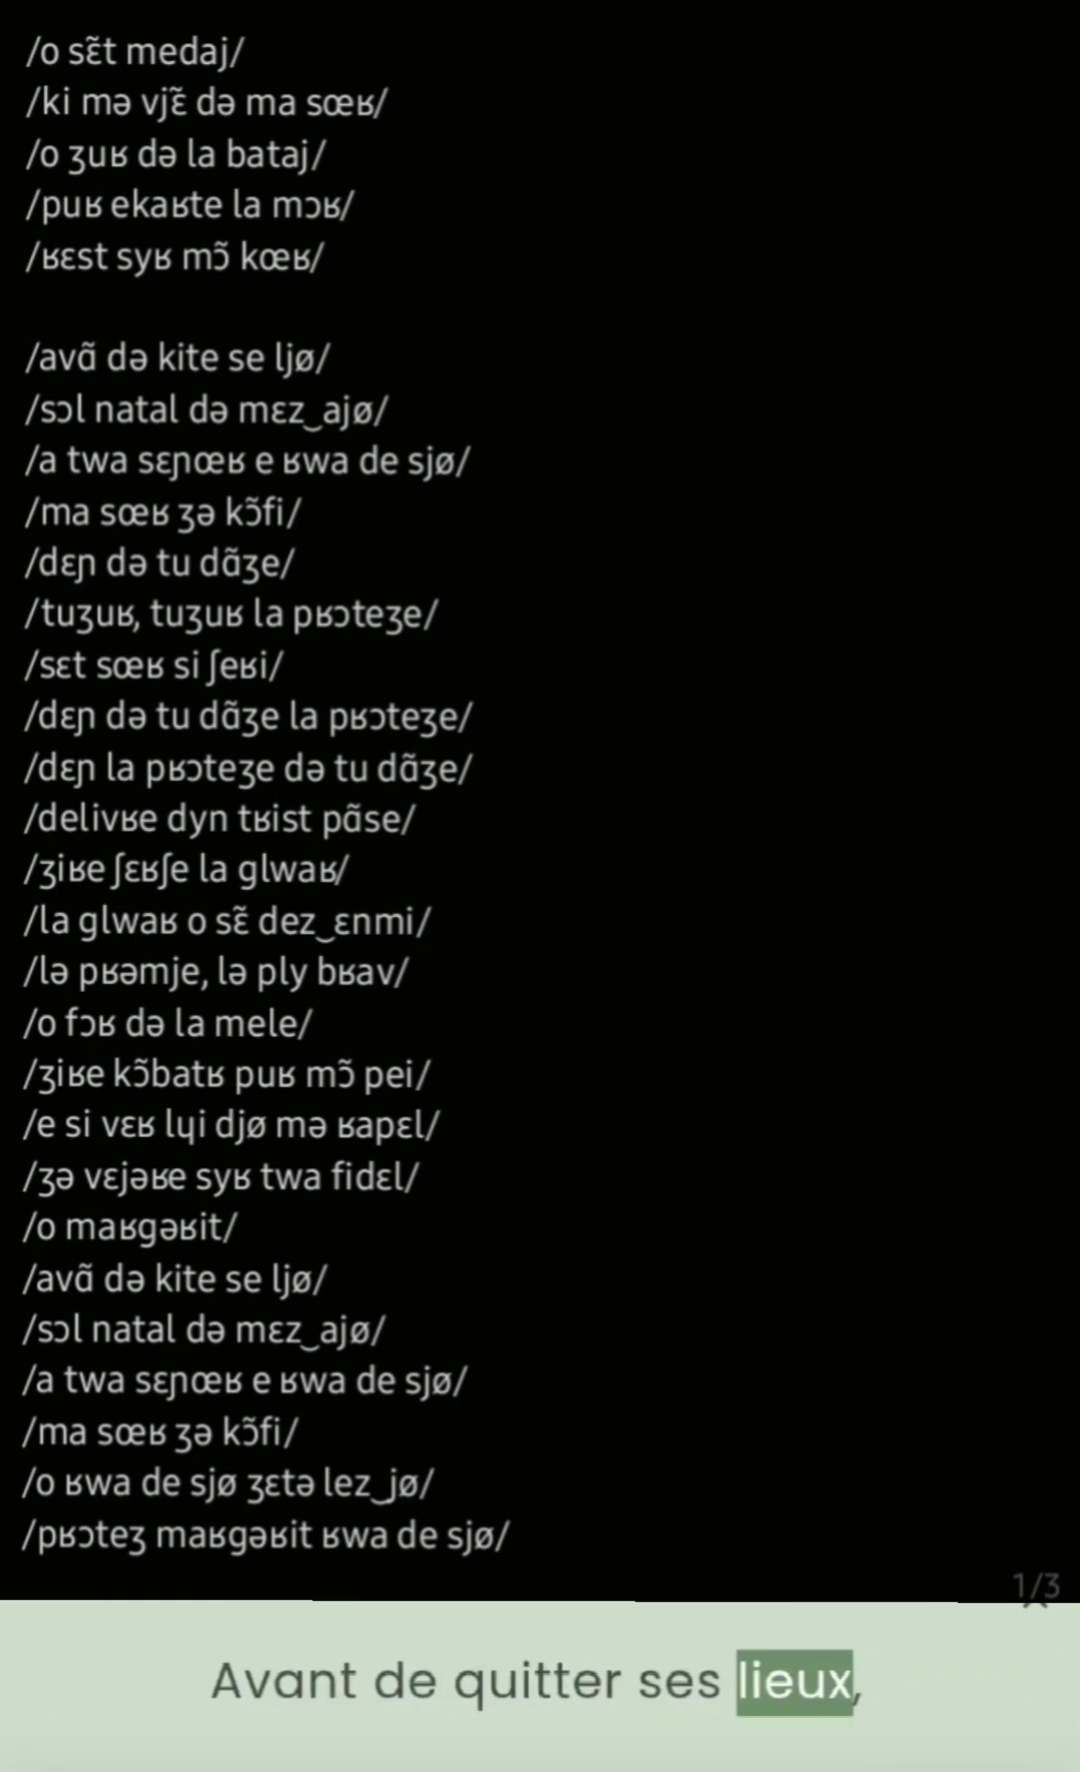 /o sɛ̃t medaj/
/ki mə vjɛ̃ də ma sœʁ/
/o ʒuʁ də la bataj/
/puʁ ekaʁte la mɔʁ/
/ʁɛst syʁ mɔ̃ kœʁ/
/avɑ̃ də kite se ljø/
/sɔl natal də mɛz‿ajø/
/a twa sɛɲœʁ e ʁwa de sjø/
/ma sœʁ ʒə kɔ̃fi/
/dɛɲ də tu dɑ̃ʒe/
/tuʒuʁ, tuʒuʁ la pʁɔteʒe/
/sɛt sœʁ si ʃeʁi/
/dɛɲ də tu dɑ̃ʒe la pʁɔteʒe/
/dɛɲ la pʁɔteʒe də tu dɑ̃ʒe/
/delivʁe dyn tʁist pɑ̃se/
/ʒiʁe ʃɛʁʃe la glwaʁ/
/la glwaʁ o sɛ̃ dez‿ɛnmi/
/lə pʁəmje, lə ply bʁav/
/o fɔʁ də la mele/
/ʒiʁe kɔ̃batʁ puʁ mɔ̃ pei/
/e si vɛʁ lɥi djø mə ʁapɛl/
/ʒə vɛjəʁe syʁ twa fidɛl/
/o maʁgəʁit/
/avɑ̃ də kite se ljø/
/sɔl natal də mɛz‿ajø/
/a twa sɛɲœʁ e ʁwa de sjø/
/ma sœʁ ʒə kɔ̃fi/
/o ʁwa de sjø ʒɛtə lez‿jø/
/pʁɔteʒ maʁgəʁit ʁwa de sjø/
1/3
Avant de quitter ses lieux,